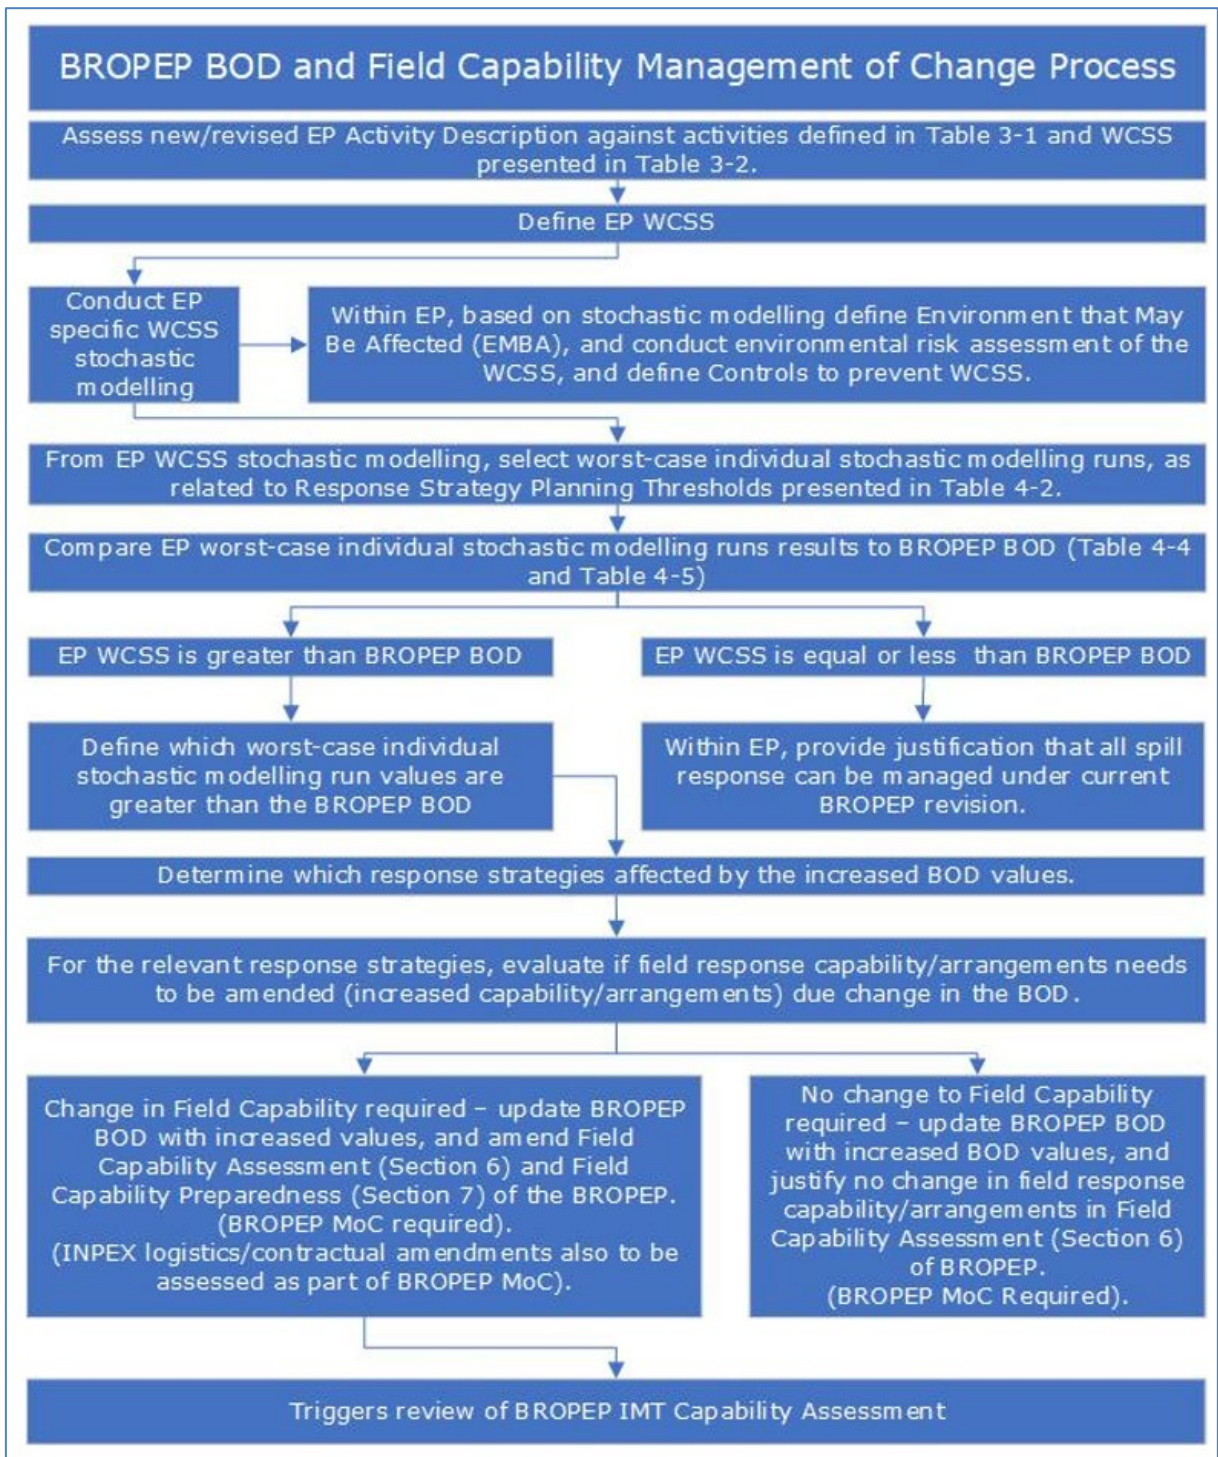 BROPEP BOD and Field Capability Management of Change Process
Assess new/revised EP Activity Description against activities defined in Table 3-1 and WCSS
presented in Table 3-2.
Define EP WCSS
Conduct EP
specific WCSS
stochastic
modelling
Within EP, based on stochastic modelling define Environment that May
Be Affected (EMBA), and conduct environmental risk assessment of the
WCSS, and define Controls to prevent WCSS.
From EP WCSS stochastic modelling, select worst-case individual stochastic modelling runs, as
related to Response Strategy Planning Thresholds presented in Table 4-2.
Compare EP worst-case individual stochastic modelling runs results to BROPEP BOD (Table 4-4
and Table 4-5)
EP WCSS is greater than BROPEP BOD
EP WCSS is equal or less than BROPEP BOD
Define which worst-case individual
stochastic modelling run values are
greater than the BROPEP BOD
Within EP, provide justification that all spill
response can be managed under current
BROPEP revision.
Determine which response strategies affected by the increased BOD values.
For the relevant response strategies, evaluate if field response capability/arrangements needs
to be amended (increased capability/arrangements) due change in the BOD.
Change in Field Capability required – update BROPEP
BOD with increased values, and amend Field
Capability Assessment (Section 6) and Field
Capability Preparedness (Section 7) of the BROPEP.
(BROPEP MoC required).
(INPEX logistics/contractual amendments also to be
assessed as part of BROPEP MoC).
No change to Field Capability
required – update BROPEP BOD
with increased BOD values, and
justify no change in field response
capability/arrangements in Field
Capability Assessment (Section 6)
of BROPEP.
(BROPEP MoC Required).
Triggers review of BROPEP IMT Capability Assessment